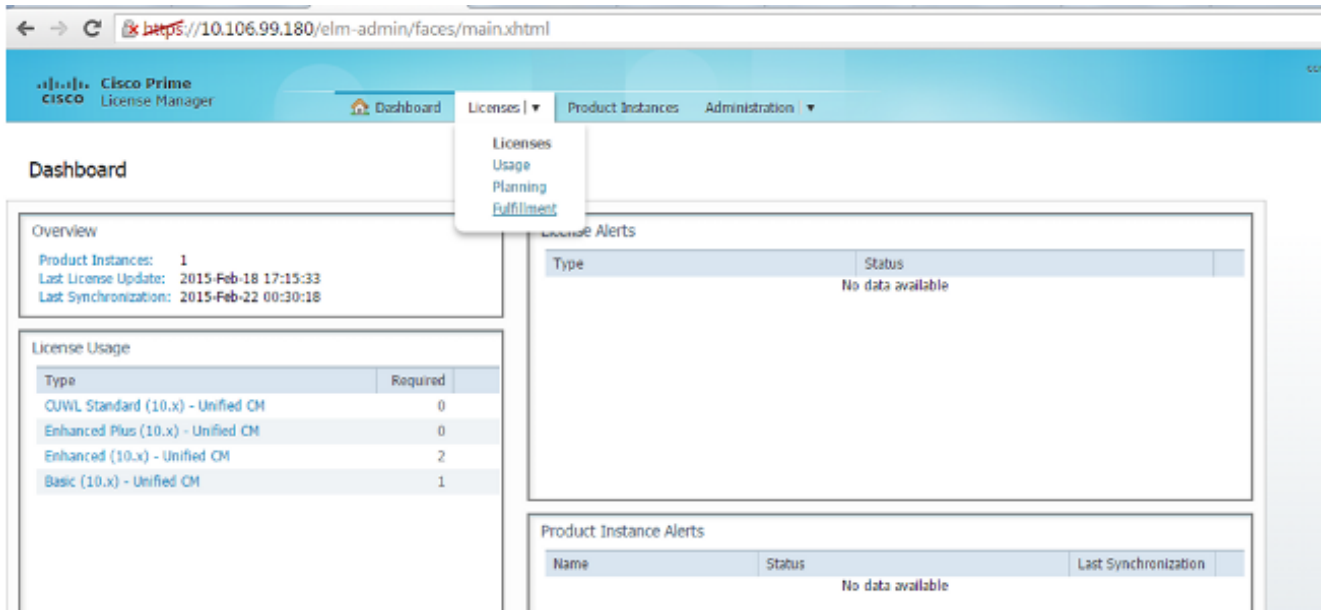 https://10.106.99.180/elm-admin/faces/main.xhtml
Cisco Prime
CISCO License Manager
Dashboard Licenses Product Instances Administration
Licenses
Usage
Planning
Fulfillment
Dashboard
Overview
Product Instances: 1
Last License Update: 2015-Feb-18 17:15:33
Last Synchronization: 2015-Feb-22 00:30:18
License Usage
Type Required
CUWL Standard (10.x) - Unified CM 0
Enhanced Plus (10.x) - Unified CM 0
Enhanced (10.x) - Unified CM 2
Basic (10.x) - Unified CM 1
License Alerts
Type Status
No data available
Product Instance Alerts
Name Status Last Synchronization
No data available